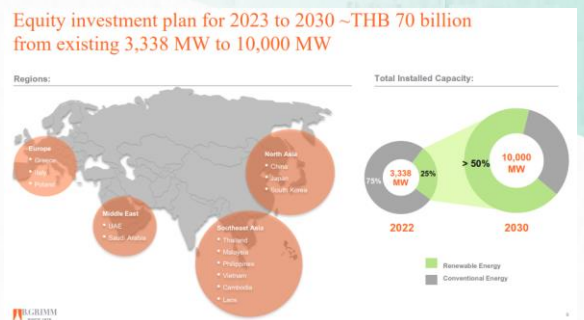 Equity investment plan for 2023 to 2030 ~THB 70 billion
from existing 3,338 MW to 10,000 MW
Regions:
Europe
Greece
Italy
Poland
Middle East
UAE
Saudi Arabia
North Asia
China
Japan
South Korea
Southeast Asia
Thailand
Malaysia
Philippines
Vietnam
Cambodia
Laos
Total Installed Capacity:
75%
3,338
MW
25%
> 50%
10,000
MW
2022
2030
Renewable Energy
Conventional Energy
B.GRIMM